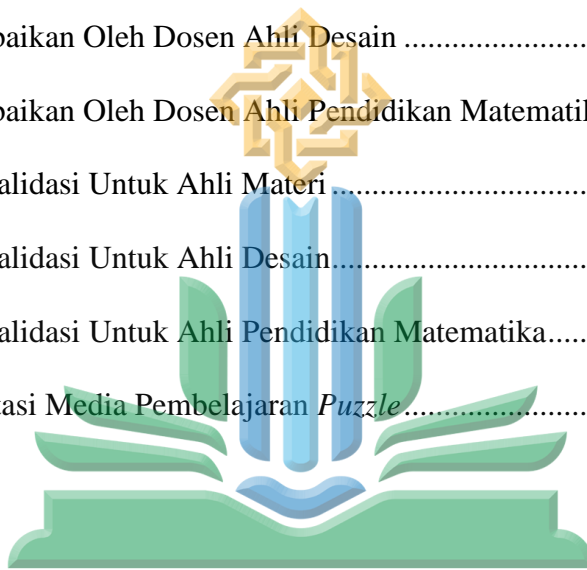 baikan Oleh Dosen Ahli Desain ......................
baikan Oleh Dosen Ahli Pendidikan Matematik
alidasi Untuk Ahli Materi ...............................
alidasi Untuk Ahli Desain...............................
alidasi Untuk Ahli Pendidikan Matematika.....
tasi Media Pembelajaran Puzzle......................